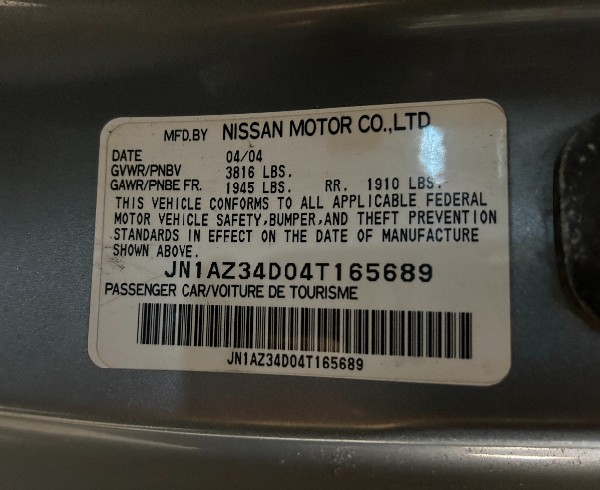 MFD.BY NISSAN MOTOR CO.,LTD
DATE 04/04
GVWR/PNBV 3816 LBS.
GAWR/PNBE FR. 1945 LBS. RR. 1910 LBS.
THIS VEHICLE CONFORMS TO ALL APPLICABLE FEDERAL
MOTOR VEHICLE SAFETY,BUMPER,AND THEFT PREVENTION
STANDARDS IN EFFECT ON THE DATE OF MANUFACTURE
SHOWN ABOVE.
JN1AZ34D04T165689
PASSENGER CAR/VOITURE DE TOURISME
JN1AZ34D04T165689